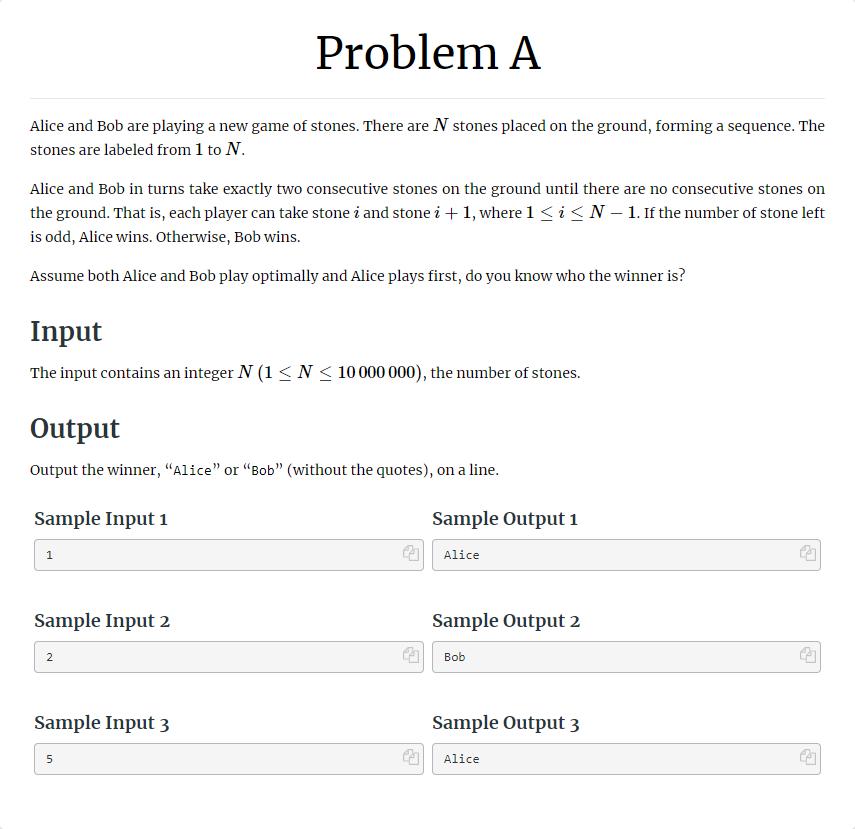 Problem A
Alice and Bob are playing a new game of stones. There are N stones placed on the ground, forming a sequence. The
stones are labeled from 1 to N.
Alice and Bob in turns take exactly two consecutive stones on the ground until there are no consecutive stones on
the ground. That is, each player can take stone i and stone i + 1, where 1 ≤ i ≤ N − 1. If the number of stone left
is odd, Alice wins. Otherwise, Bob wins.
Assume both Alice and Bob play optimally and Alice plays first, do you know who the winner is?
Input
The input contains an integer N (1 ≤ N ≤ 10 000 000), the number of stones.
Output
Output the winner, “Alice” or “Bob” (without the quotes), on a line.
Sample Input 1 Sample Output 1
1 Alice
Sample Input 2 Sample Output 2
2 Bob
Sample Input 3 Sample Output 3
5 Alice